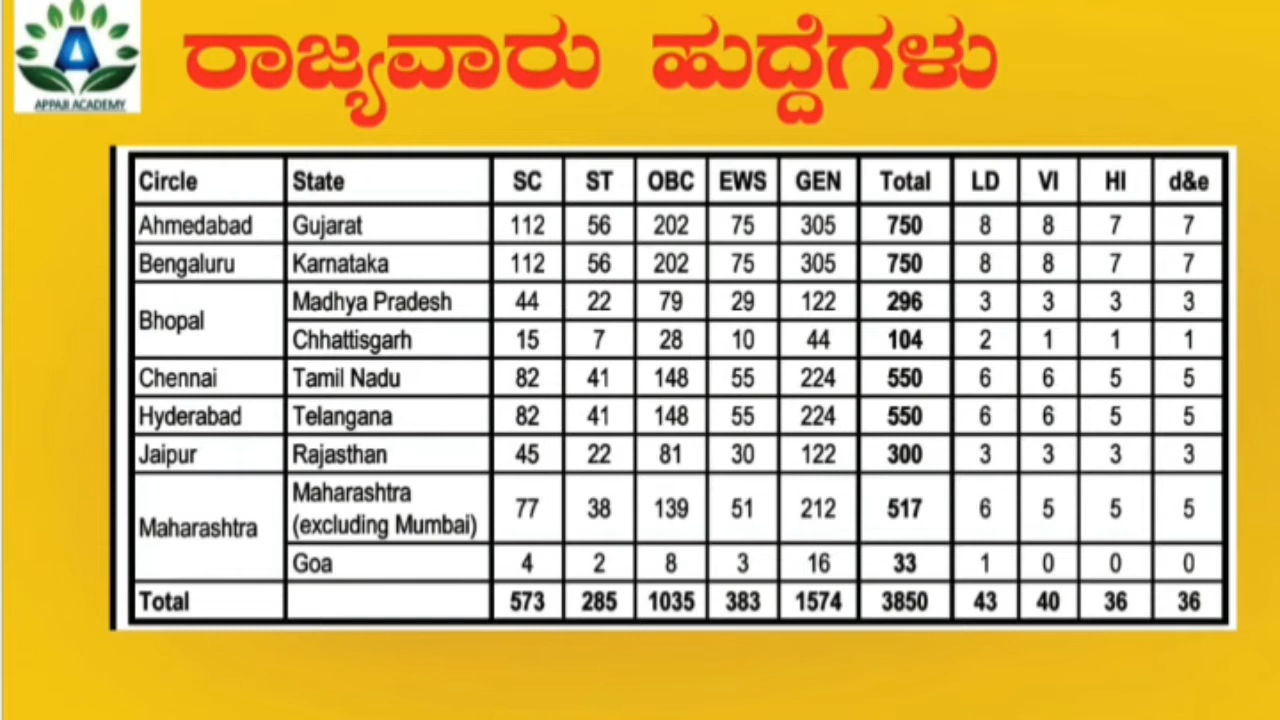 ರಾಜ್ಯವಾರು ಹುದ್ದೆಗಳು
A
APPAJI ACADEMY
Circle State SC ST OBC EWS GEN Total LD VI HI d&e
Ahmedabad Gujarat 112 56 202 75 305 750 8 8 7 7
Bengaluru Karnataka 112 56 202 75 305 750 8 8 7 7
Bhopal Madhya Pradesh 44 22 79 29 122 296 3 3 3 3
Chhattisgarh 15 7 28 10 44 104 2 1 1 1
Chennai Tamil Nadu 82 41 148 55 224 550 6 6 5 5
Hyderabad Telangana 82 41 148 55 224 550 6 6 5 5
Jaipur Rajasthan 45 22 81 30 122 300 3 3 3 3
Maharashtra Maharashtra
(excluding Mumbai) 77 38 139 51 212 517 6 5 5 5
Goa 4 2 8 3 16 33 1 0 0 0
Total 573 285 1035 383 1574 3850 43 40 36 36